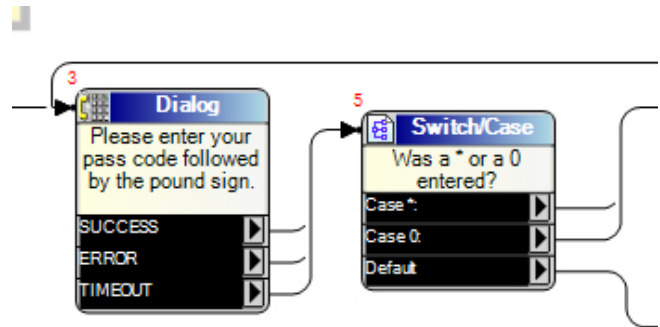 3
Dialog
Please enter your
pass code followed
by the pound sign.
SUCCESS
ERROR
TIMEOUT
5
Switch/Case
Was a * or a 0
entered?
Case *:
Case 0:
Default